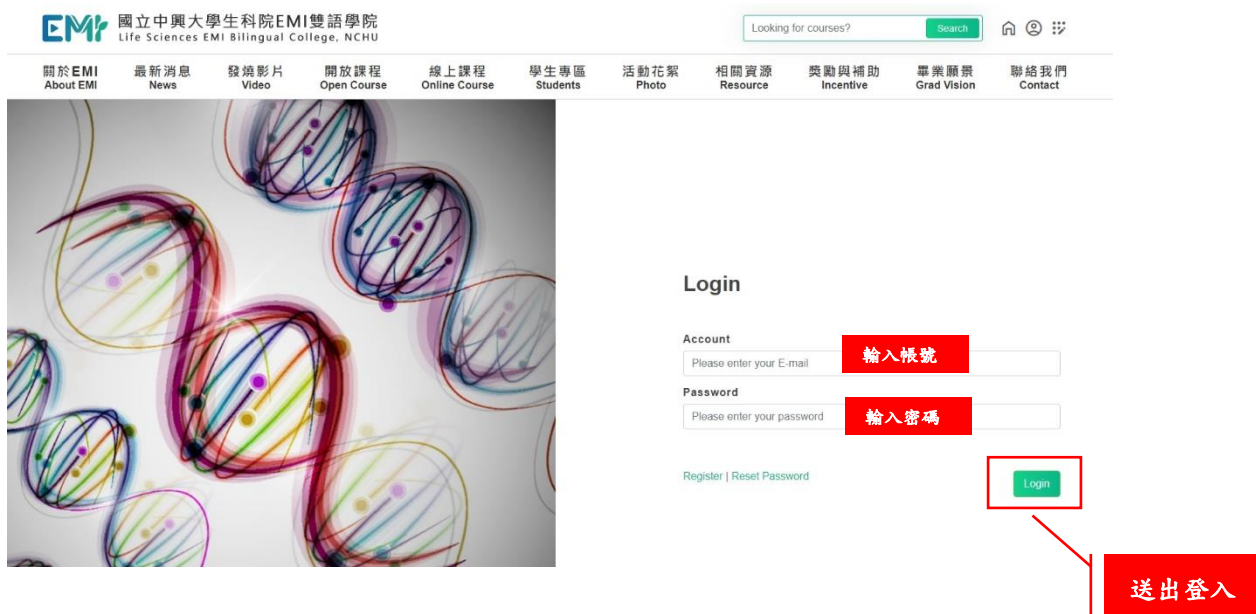 EMI 國立中興大學生科院EMI雙語學院
Life Sciences EMI Bilingual College, NCHU
Looking for courses? Search
關於EMI 最新消息 發燒影片 開放課程 線上課程 學生專區 活動花絮 相關資源 獎勵與補助 畢業願景 聯絡我們
About EMI News Video Open Course Online Course Students Photo Resource Incentive Grad Vision Contact
Login
Account
Please enter your E-mail 輸入帳號
Password
Please enter your password 輸入密碼
Register | Reset Password Login
送出登入